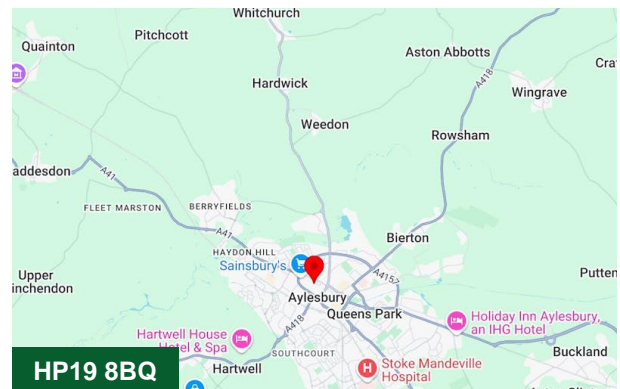 Whitchurch
Pitchcott
Quainton
Aston Abbotts
A418
Cra
Hardwick
Wingrave
Weedon
Rowsham
addesdon
A41
FLEET MARSTON
BERRYFIELDS
A41
Bierton
HAYDON HILL
Sainsbury's
A4157
Upper
inchendon
Putten
Aylesbury
Queens Park
Holiday Inn Aylesbury,
an IHG Hotel
A418
Hartwell House
Hotel & Spa
SOUTHCOURT
Buckland
Hartwell
H
Stoke Mandeville
Hospital
HP19 8BQ